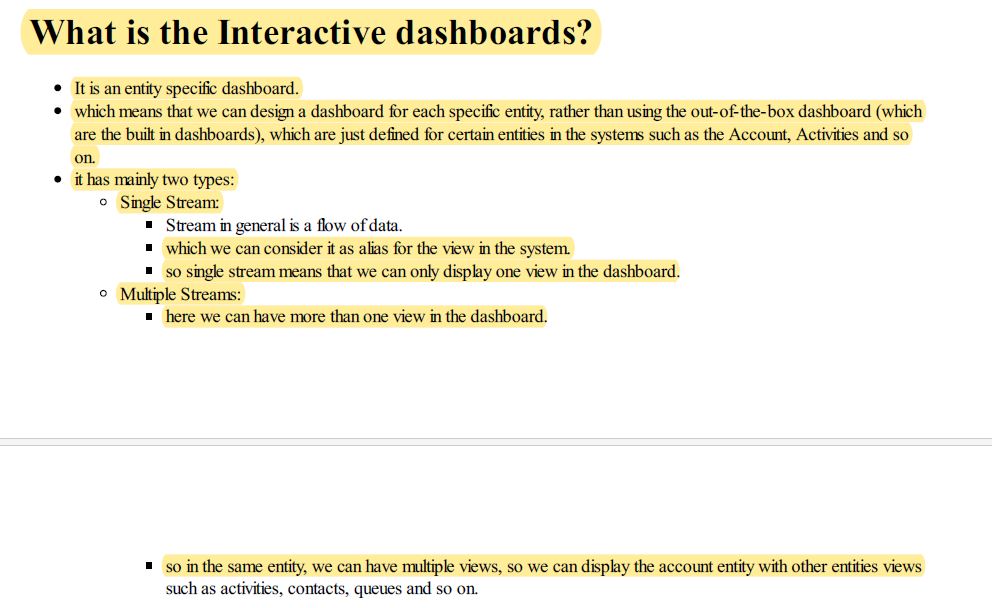 What is the Interactive dashboards?
It is an entity specific dashboard.
which means that we can design a dashboard for each specific entity, rather than using the out-of-the-box dashboard (which
are the built in dashboards), which are just defined for certain entities in the systems such as the Account, Activities and so
on.
it has mainly two types:
Single Stream:
Stream in general is a flow of data.
which we can consider it as alias for the view in the system.
so single stream means that we can only display one view in the dashboard.
Multiple Streams:
here we can have more than one view in the dashboard.
so in the same entity, we can have multiple views, so we can display the account entity with other entities views
such as activities, contacts, queues and so on.